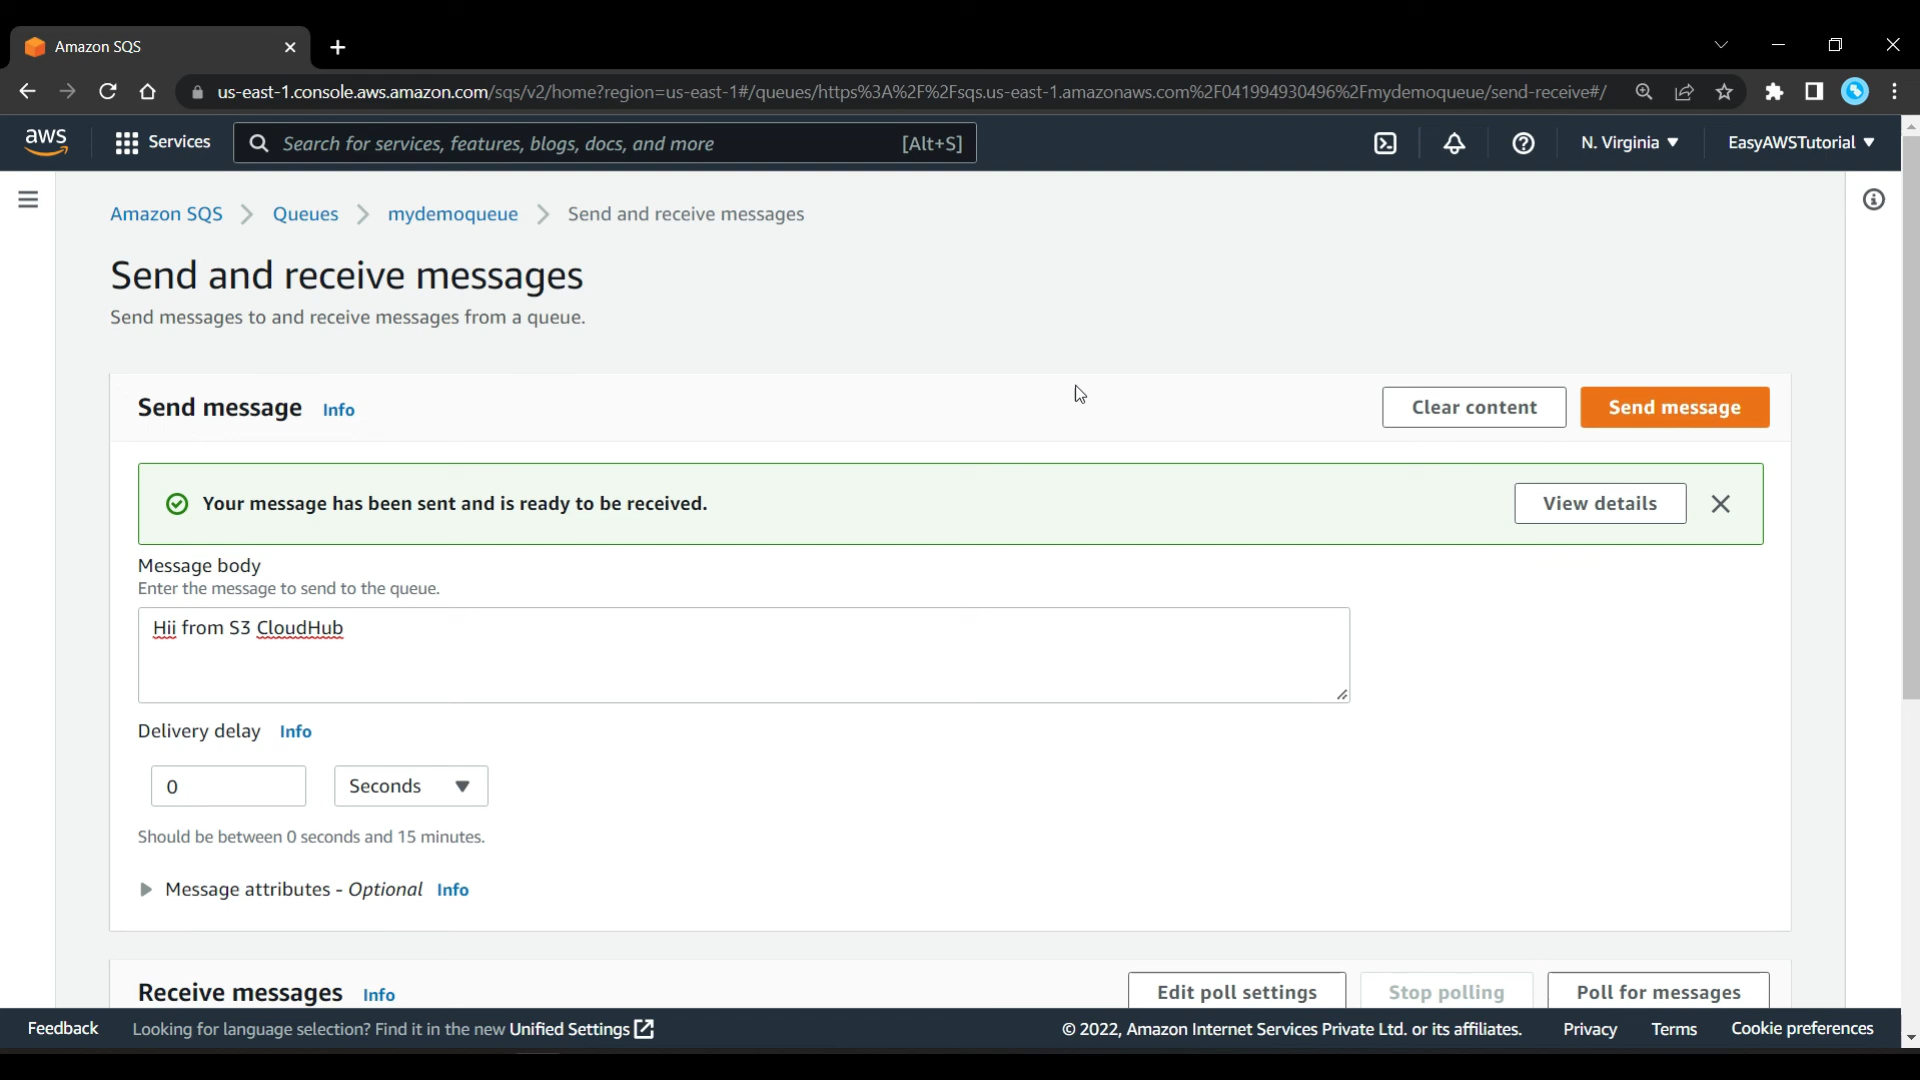 Amazon SQS
us-east-1.console.aws.amazon.com/sqs/v2/home?region=us-east-1#/queues/https%3A%2F%2Fsqs.us-east-1.amazonaws.com%2F041994930496%2Fmydemoqueue/send-receive#/
aws Services Search for services, features, blogs, docs, and more [Alt+S] N. Virginia EasyAWSTutorial
Amazon SQS Queues mydemoqueue Send and receive messages
Send and receive messages
Send messages to and receive messages from a queue.
Send message Info Clear content Send message
Your message has been sent and is ready to be received. View details
Message body
Enter the message to send to the queue.
Hii from S3 CloudHub
Delivery delay Info
0 Seconds
Should be between 0 seconds and 15 minutes.
Message attributes - Optional Info
Receive messages Info Edit poll settings Stop polling Poll for messages
Feedback Looking for language selection? Find it in the new Unified Settings © 2022, Amazon Internet Services Private Ltd. or its affiliates. Privacy Terms Cookie preferences